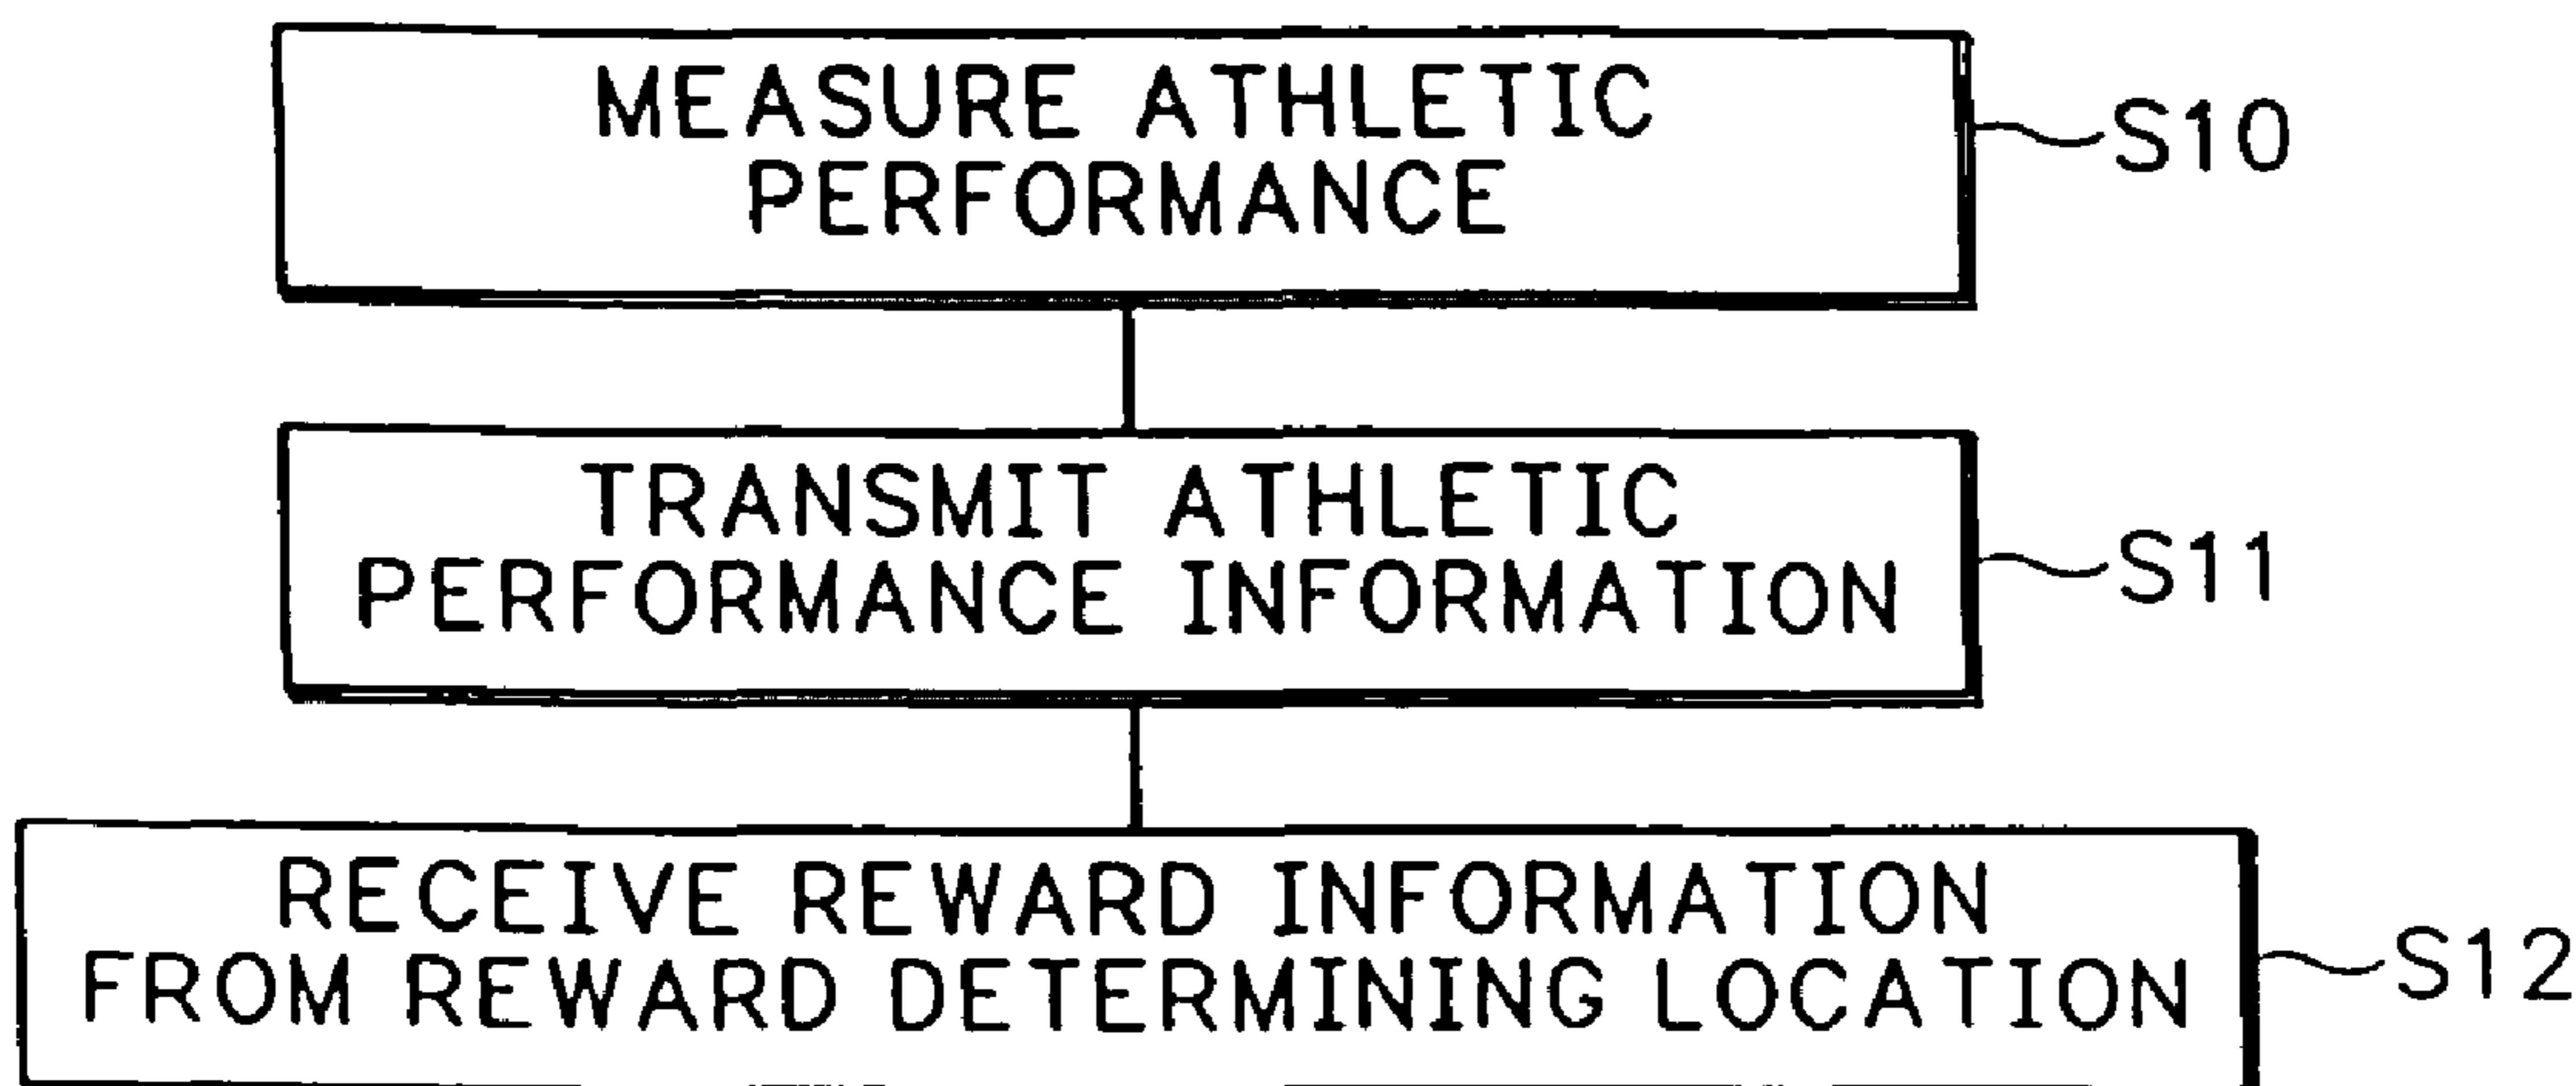 MEASURE ATHLETIC
PERFORMANCE
S10
TRANSMIT ATHLETIC
PERFORMANCE INFORMATION
S11
RECEIVE REWARD INFORMATION
FROM REWARD DETERMINING LOCATION
S12